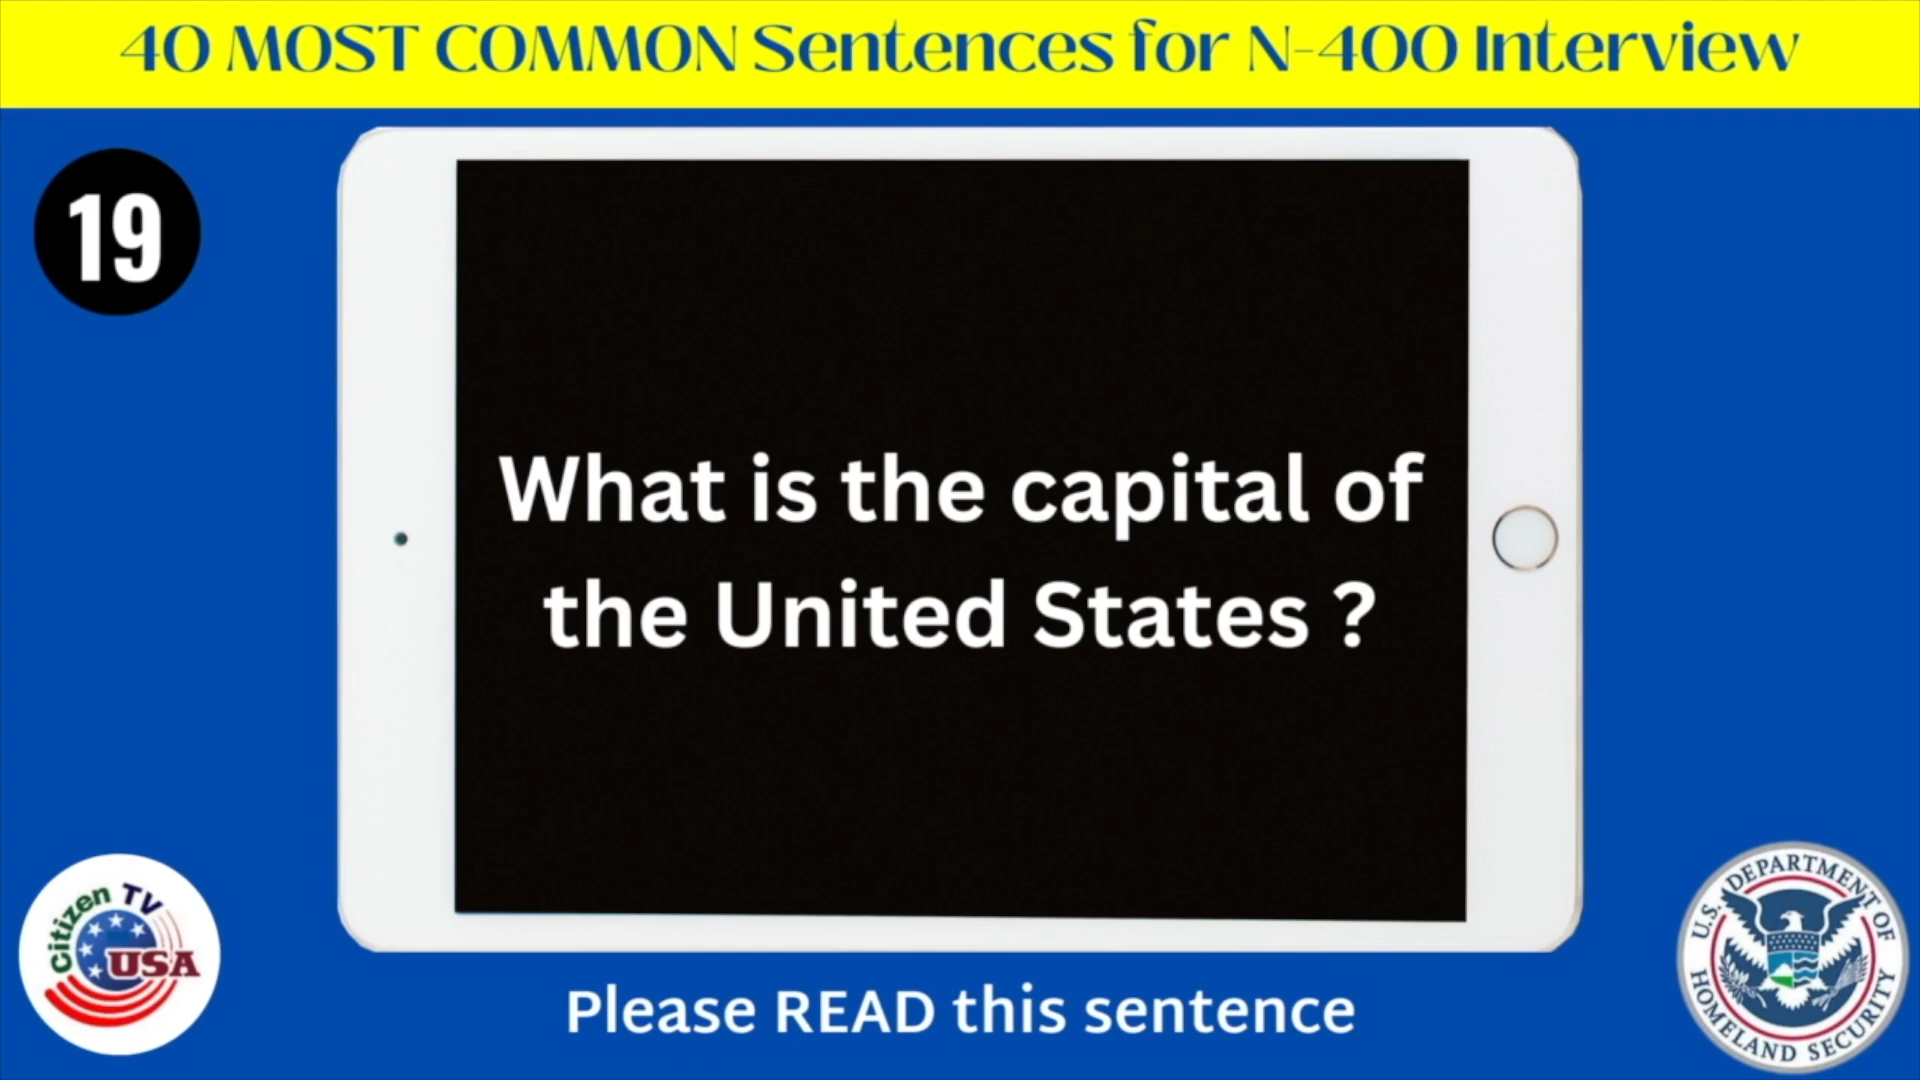 40 MOST COMMON Sentences for N-400 Interview
19
What is the capital of
the United States ?
Please READ this sentence
Citizen TV
USA
U.S. DEPARTMENT OF
HOMELAND SECURITY